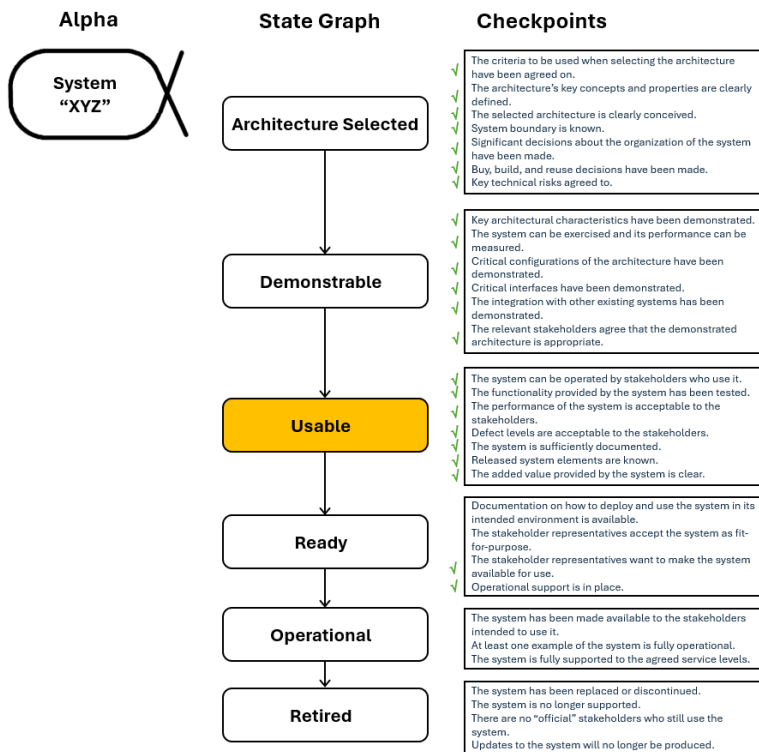 Alpha
State Graph
Checkpoints
System
“XYZ”
Architecture Selected
The criteria to be used when selecting the architecture
have been agreed on.
The architecture’s key concepts and properties are clearly
defined.
The selected architecture is clearly conceived.
System boundary is known.
Significant decisions about the organization of the system
have been made.
Buy, build, and reuse decisions have been made.
Key technical risks agreed to.
Demonstrable
Key architectural characteristics have been demonstrated.
The system can be exercised and its performance can be
measured.
Critical configurations of the architecture have been
demonstrated.
Critical interfaces have been demonstrated.
The integration with other existing systems has been
demonstrated.
The relevant stakeholders agree that the demonstrated
architecture is appropriate.
Usable
The system can be operated by stakeholders who use it.
The functionality provided by the system has been tested.
The performance of the system is acceptable to the
stakeholders.
Defect levels are acceptable to the stakeholders.
The system is sufficiently documented.
Released system elements are known.
The added value provided by the system is clear.
Ready
Documentation on how to deploy and use the system in its
intended environment is available.
The stakeholder representatives accept the system as fit-
for-purpose.
The stakeholder representatives want to make the system
available for use.
Operational support is in place.
Operational
The system has been made available to the stakeholders
intended to use it.
At least one example of the system is fully operational.
The system is fully supported to the agreed service levels.
Retired
The system has been replaced or discontinued.
The system is no longer supported.
There are no “official” stakeholders who still use the
system.
Updates to the system will no longer be produced.